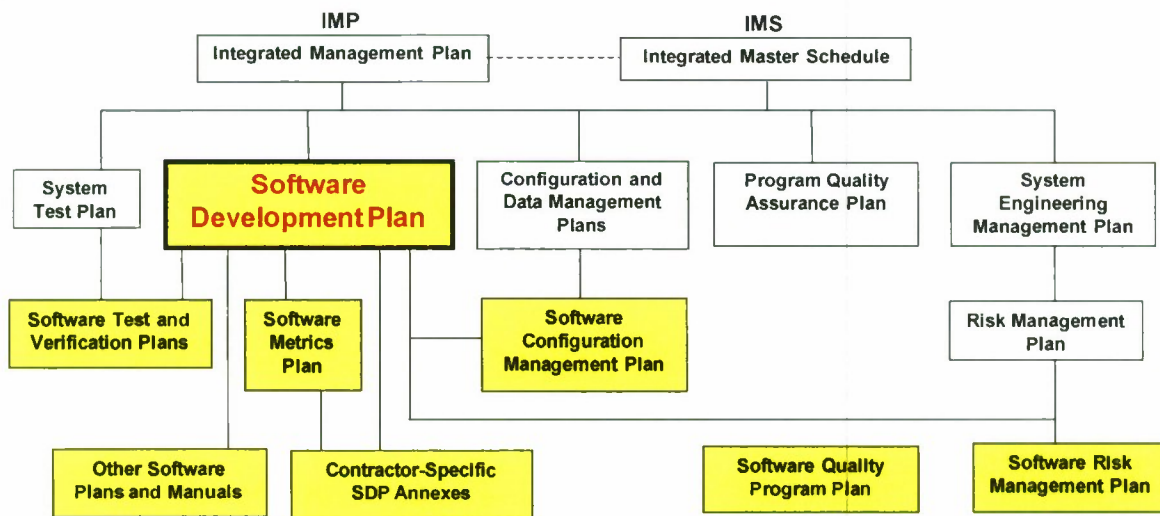 IMP
Integrated Management Plan
IMS
Integrated Master Schedule
System
Test Plan
Software
Development Plan
Configuration and
Data Management
Plans
Program Quality
Assurance Plan
System
Engineering
Management Plan
Software Test and
Verification Plans
Software
Metrics
Plan
Software
Configuration
Management Plan
Risk Management
Plan
Other Software
Plans and Manuals
Contractor-Specific
SDP Annexes
Software Quality
Program Plan
Software Risk
Management Plan